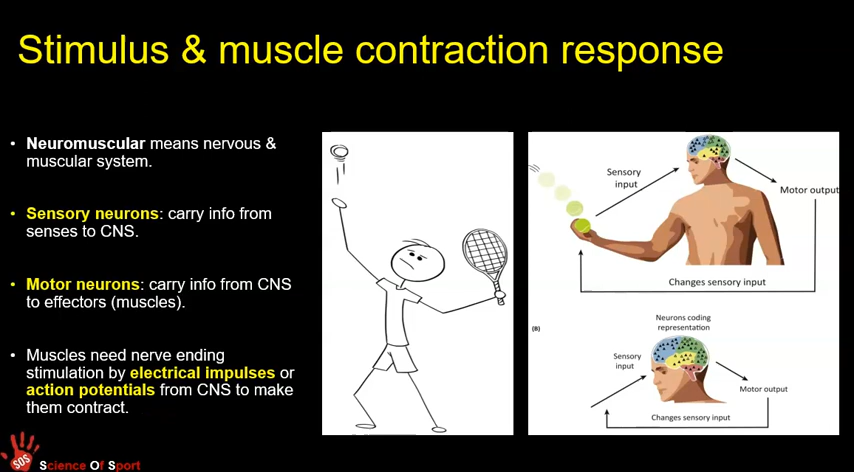 Stimulus & muscle contraction response
• Neuromuscular means nervous &
muscular system.
• Sensory neurons: carry info from
senses to CNS.
• Motor neurons: carry info from CNS
to effectors (muscles).
• Muscles need nerve ending
stimulation by electrical impulses or
action potentials from CNS to make
them contract.
Sensory
input
Motor output
Changes sensory input
(B)
Neurons coding
representation
Sensory
input
Motor output
Changes sensory input
SOS
Science Of Sport